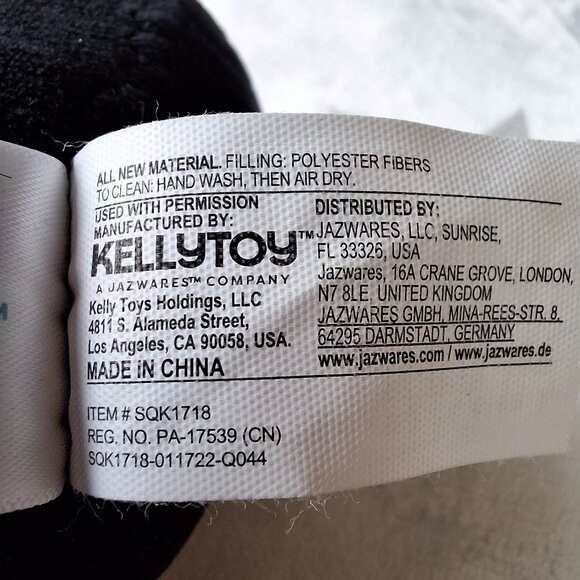 ALL NEW MATERIAL. FILLING: POLYESTER FIBERS
TO CLEAN: HAND WASH, THEN AIR DRY.
USED WITH PERMISSION
MANUFACTURED BY:
KELLYTOY™
A JAZWARES™ COMPANY
Kelly Toys Holdings, LLC
4811 S. Alameda Street,
Los Angeles, CA 90058, USA.
MADE IN CHINA
DISTRIBUTED BY:
JAZWARES, LLC, SUNRISE,
FL 33326, USA
Jazwares, 16A CRANE GROVE, LONDON,
N7 8LE, UNITED KINGDOM
JAZWARES GMBH, MINA-REES-STR. 8,
64295 DARMSTADT, GERMANY
www.jazwares.com / www.jazwares.de
ITEM # SQK1718
REG. NO. PA-17539 (CN)
SQK1718-011722-Q044